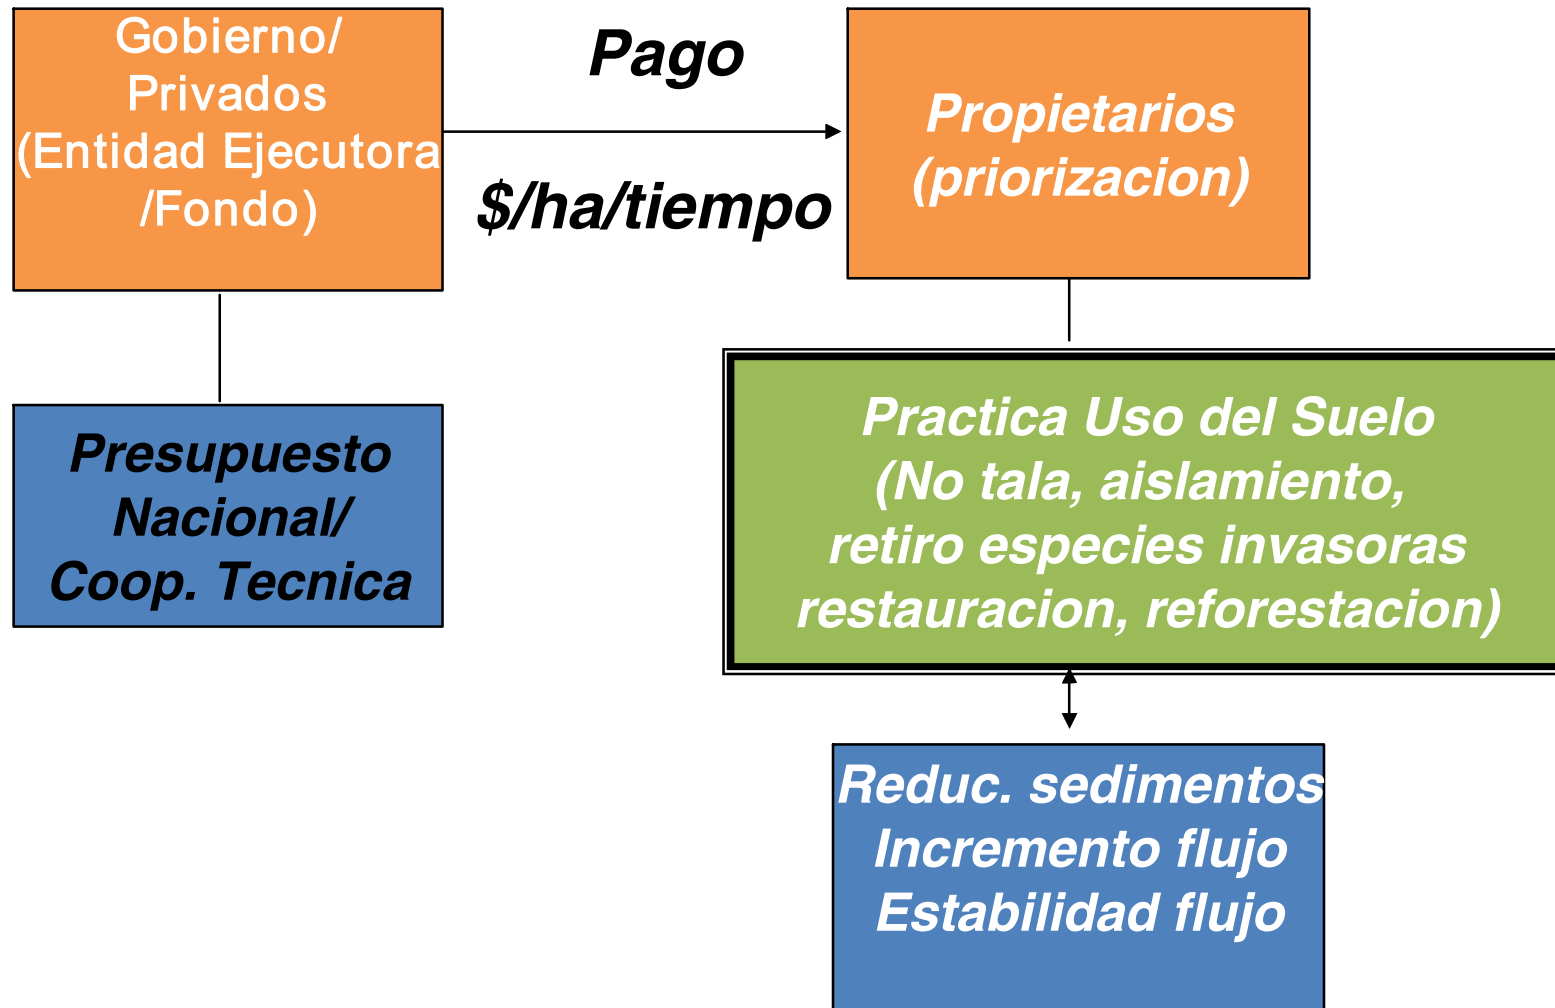 Gobierno/
Privados
(Entidad Ejecutora
/Fondo)
Pago
$/ha/tiempo
Propietarios
(priorizacion)
Presupuesto
Nacional/
Coop. Tecnica
Practica Uso del Suelo
(No tala, aislamiento,
retiro especies invasoras
restauracion, reforestacion)
Reduc. sedimentos
Incremento flujo
Estabilidad flujo